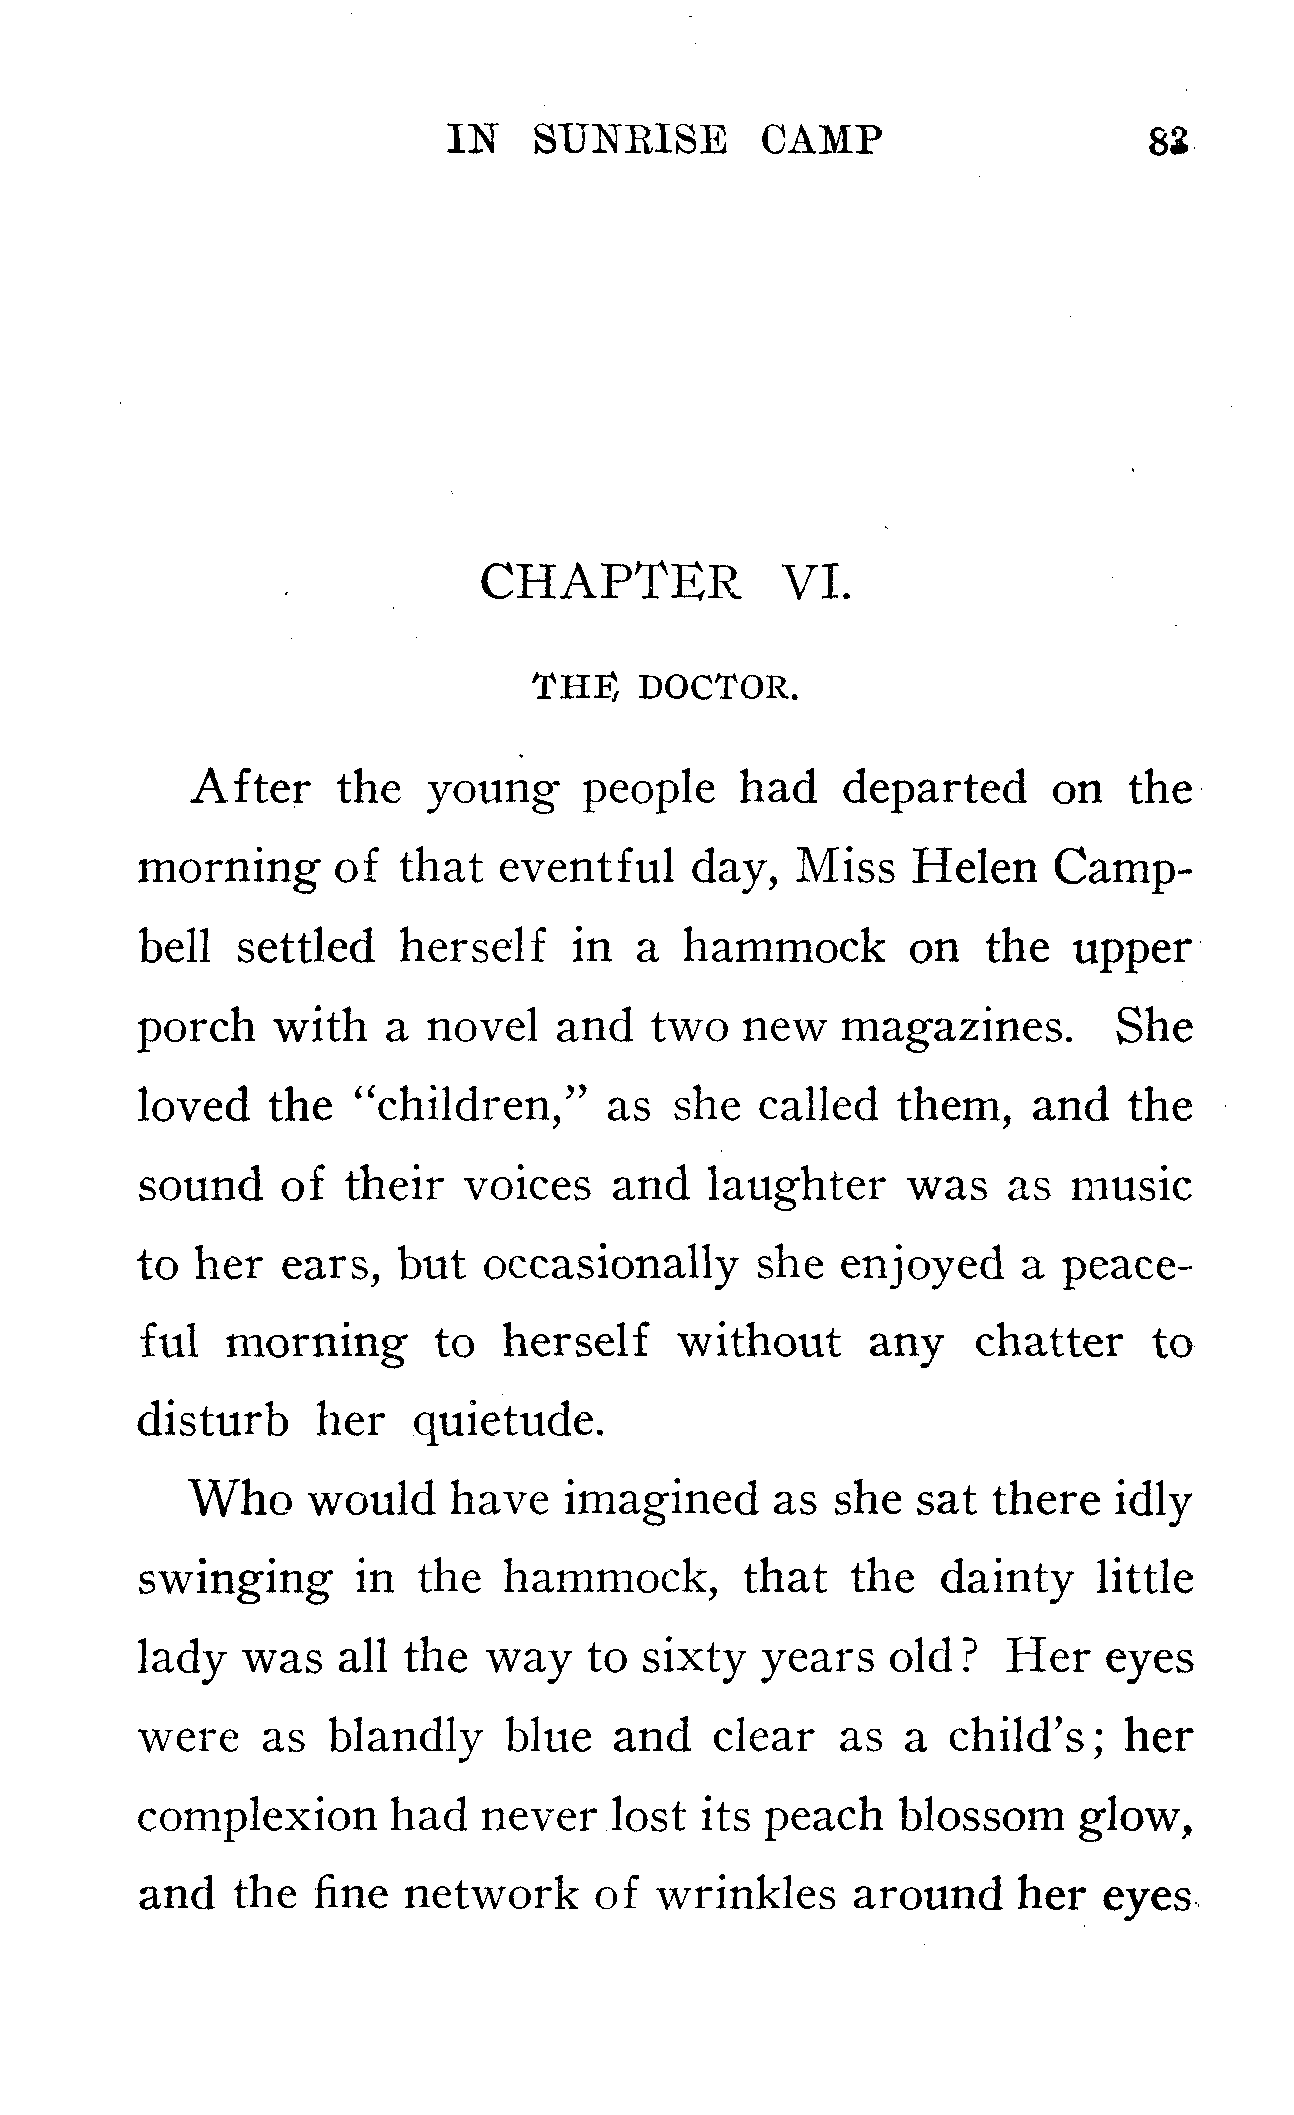 IN SUNRISE CAMP 83
CHAPTER VI.
THE DOCTOR.
After the young people had departed on the
morning of that eventful day, Miss Helen Camp-
bell settled herself in a hammock on the upper
porch with a novel and two new magazines. She
loved the “children,” as she called them, and the
sound of their voices and laughter was as music
to her ears, but occasionally she enjoyed a peace-
ful morning to herself without any chatter to
disturb her quietude.
Who would have imagined as she sat there idly
swinging in the hammock, that the dainty little
lady was all the way to sixty years old? Her eyes
were as blandly blue and clear as a child's; her
complexion had never lost its peach blossom glow,
and the fine network of wrinkles around her eyes